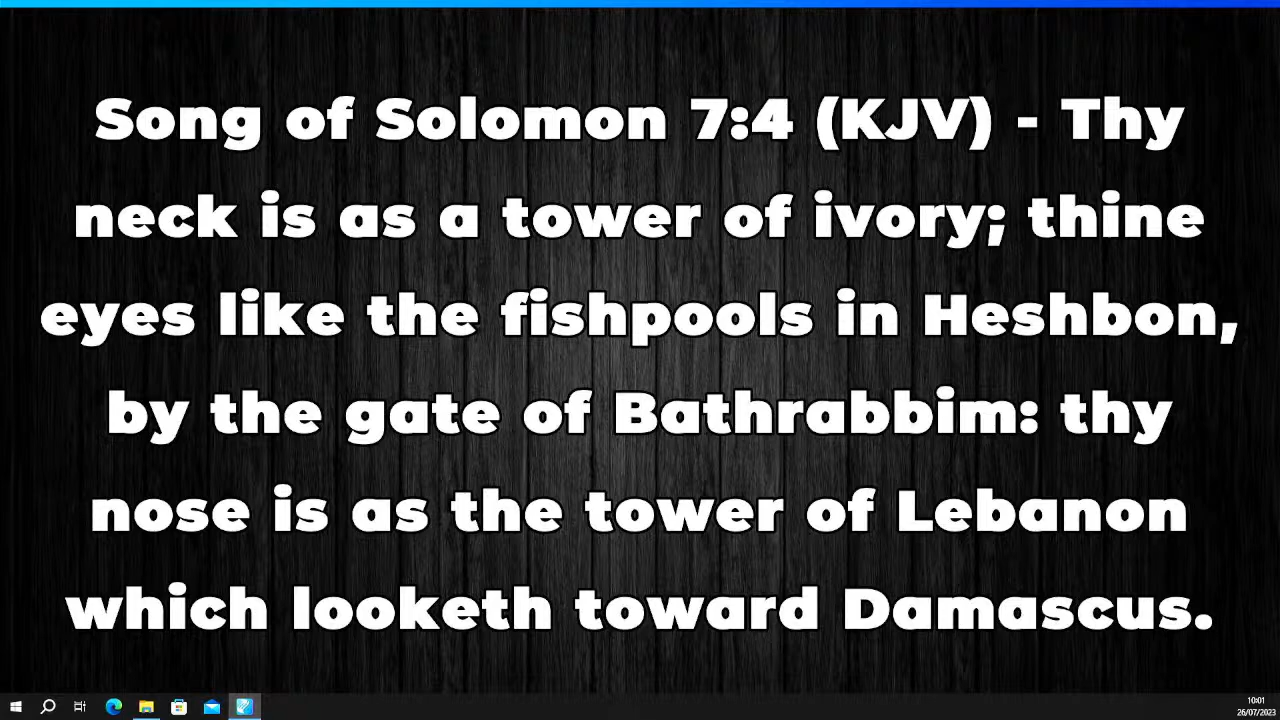 Song of Solomon 7:4 (KJV) - Thy
neck is as a tower of ivory; thine
eyes like the fishpools in Heshbon,
by the gate of Bathrabbim: thy
nose is as the tower of Lebanon
which looketh toward Damascus.
10:01
26/07/2023